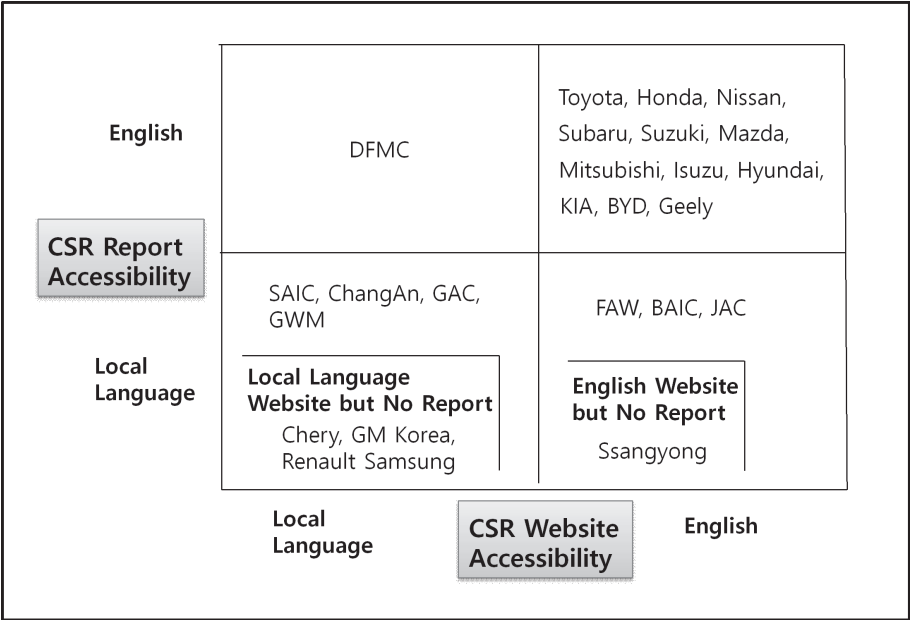 English
DFMC
Toyota, Honda, Nissan,
Subaru, Suzuki, Mazda,
Mitsubishi, Isuzu, Hyundai,
KIA, BYD, Geely
CSR Report
Accessibility
SAIC, ChangAn, GAC,
GWM
FAW, BAIC, JAC
Local
Language
Local Language
Website but No Report
Chery, GM Korea,
Renault Samsung
English Website
but No Report
Ssangyong
Local
Language
CSR Website
Accessibility
English